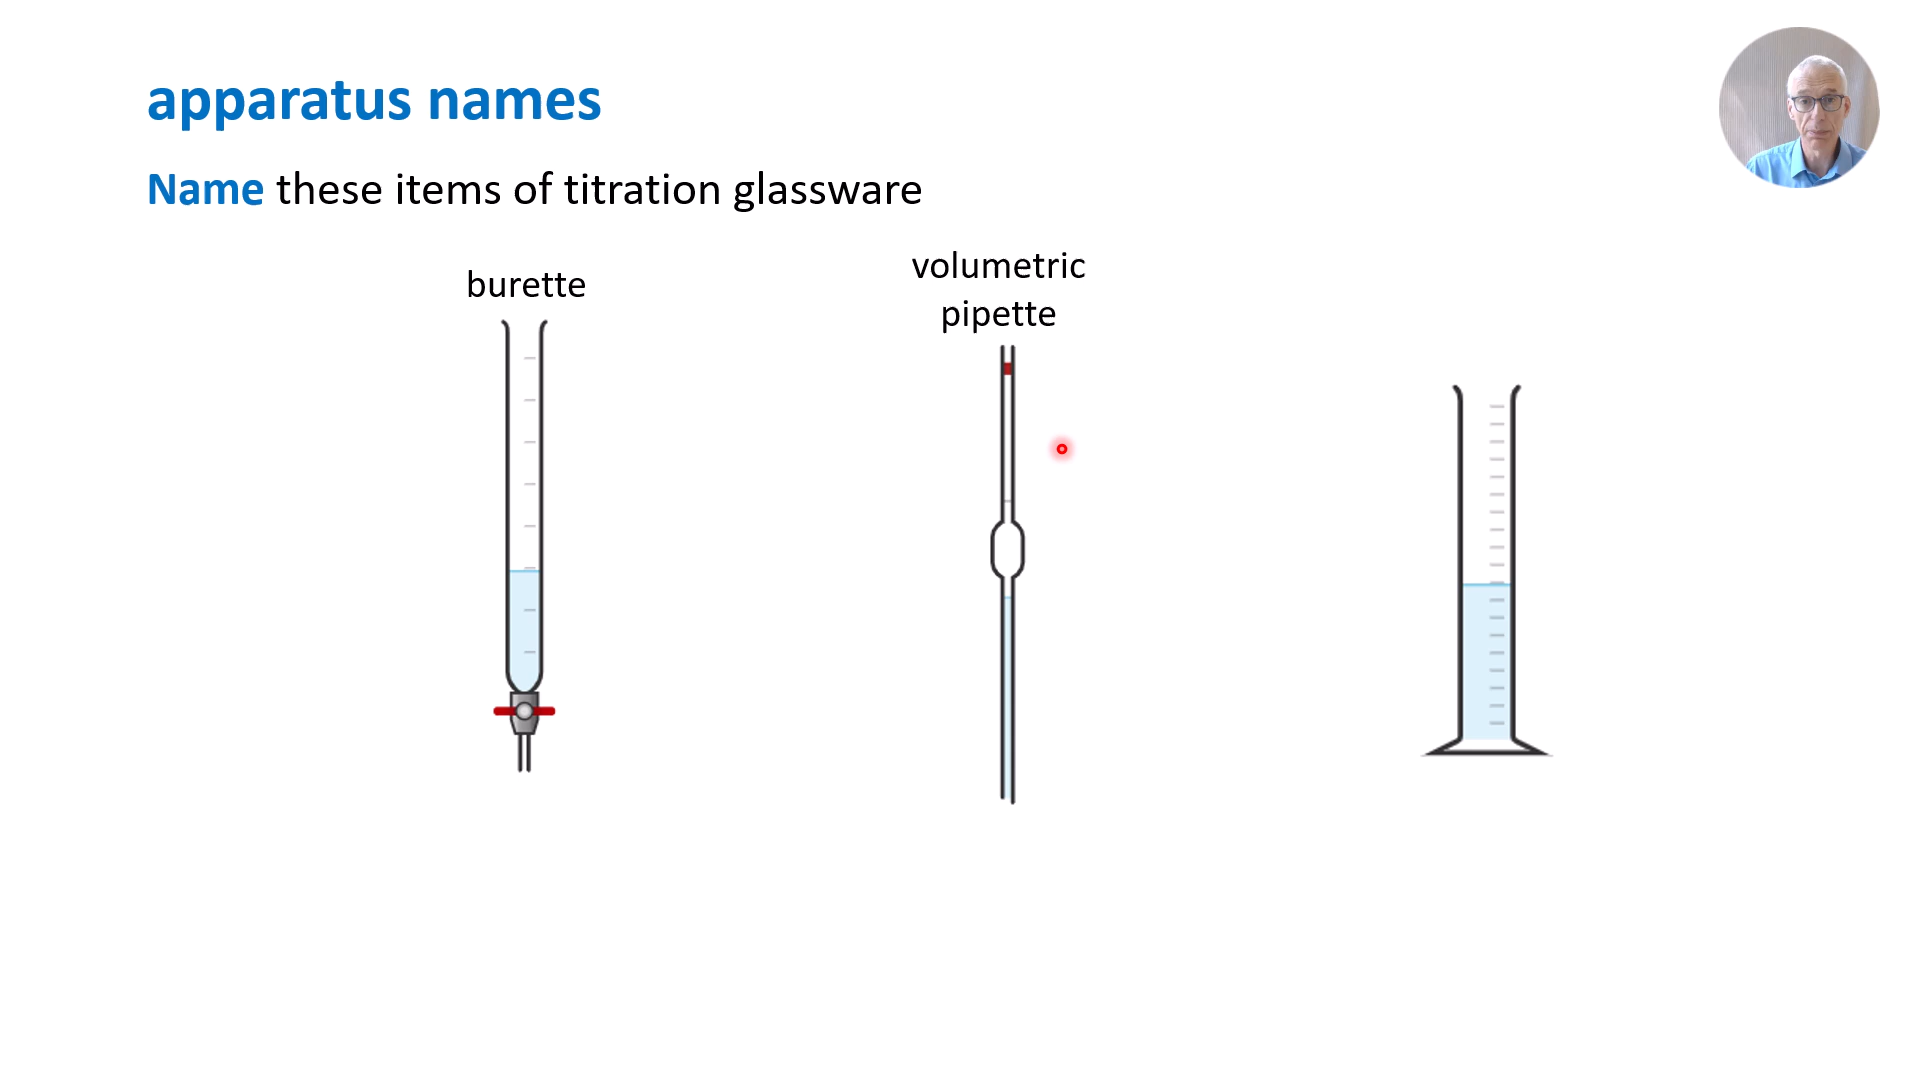 apparatus names
Name these items of titration glassware
burette
volumetric
pipette